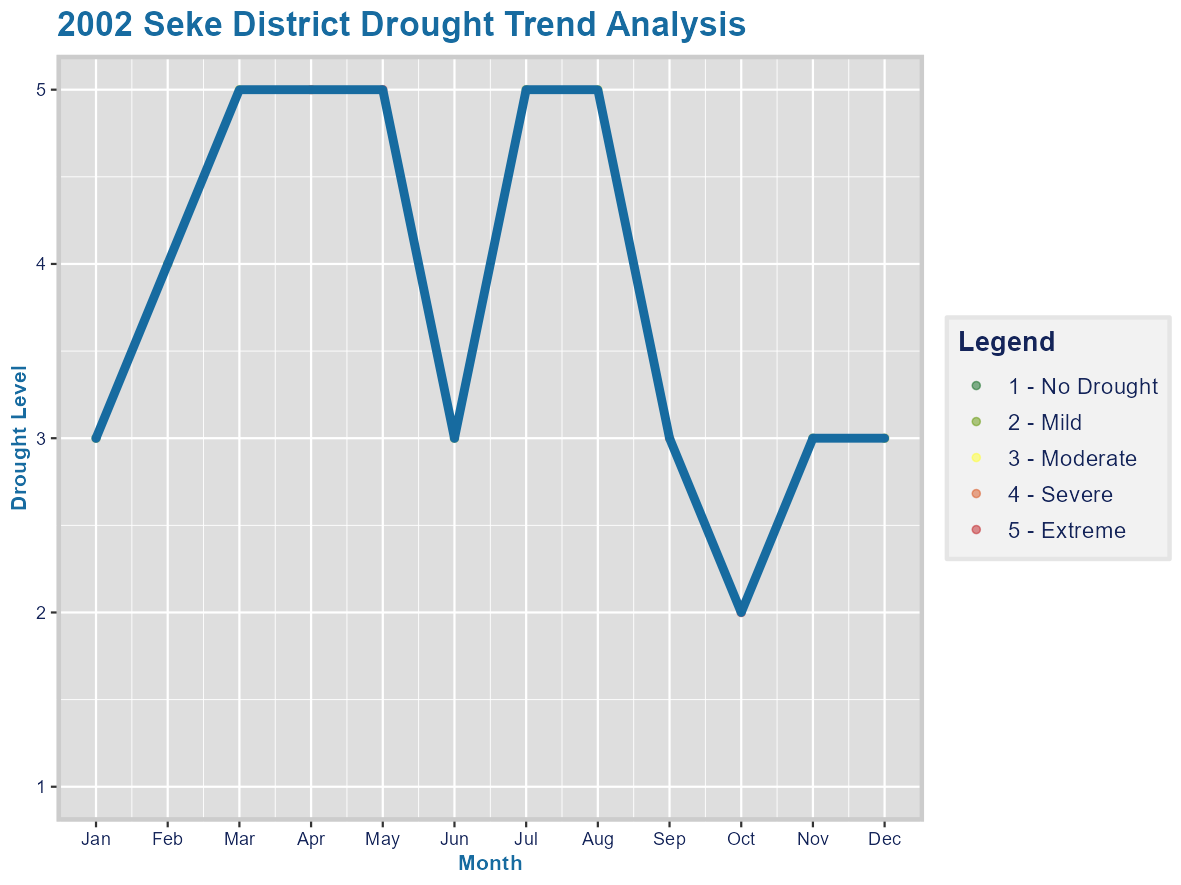 2002 Seke District Drought Trend Analysis
5
4
3
2
1
Drought Level
Jan Feb Mar Apr May Jun Jul Aug Sep Oct Nov Dec
Month
Legend
1 - No Drought
2 - Mild
3 - Moderate
4 - Severe
5 - Extreme